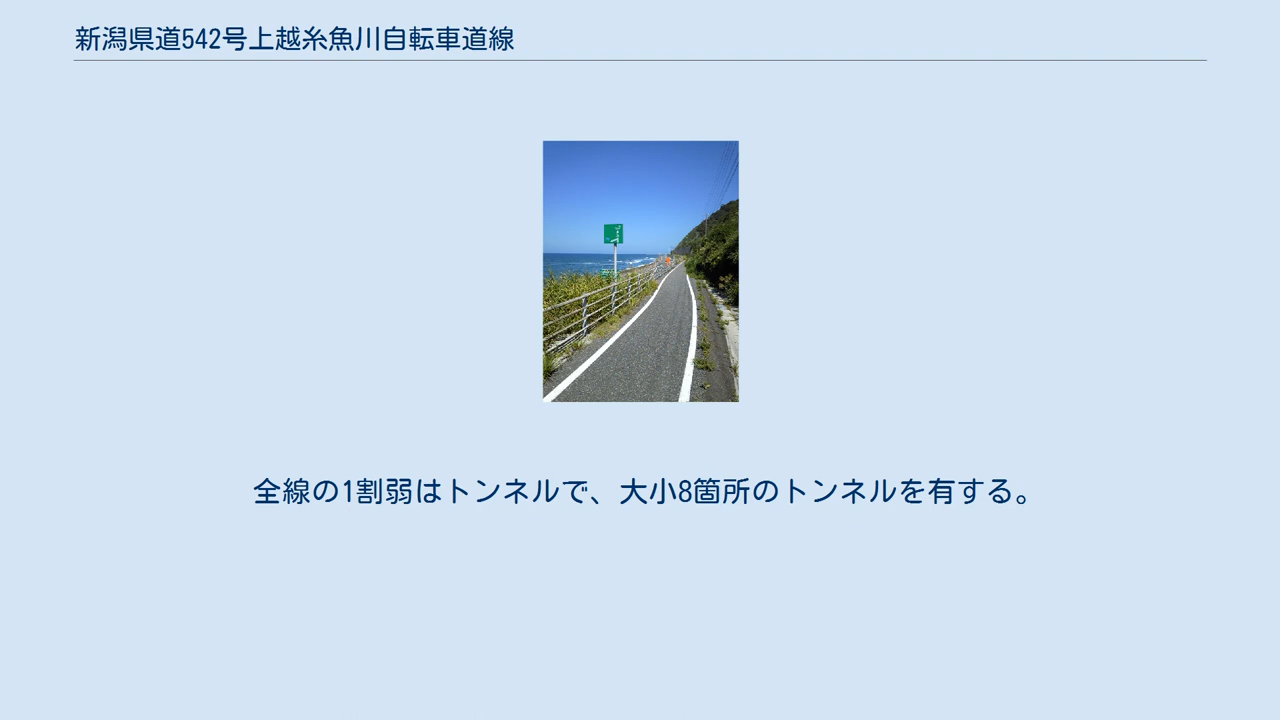 新潟県道542号上越糸魚川自転車道線
全線の1割弱はトンネルで、大小8箇所のトンネルを有する。